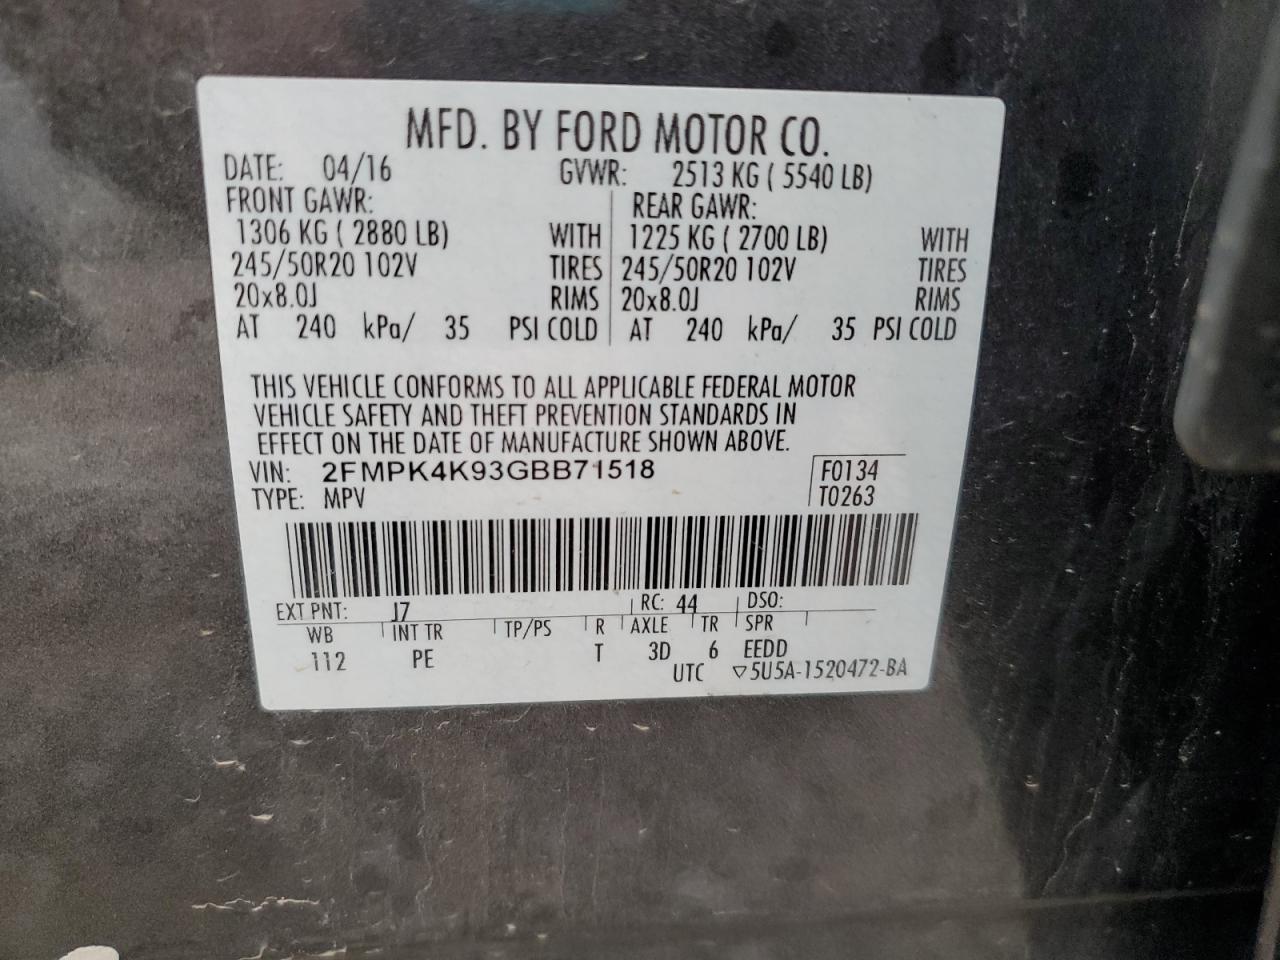 MFD. BY FORD MOTOR CO.
DATE: 04/16 GVWR: 2513 KG ( 5540 LB)
FRONT GAWR: REAR GAWR:
1306 KG ( 2880 LB) WITH 1225 KG ( 2700 LB) WITH
245/50R20 102V TIRES 245/50R20 102V TIRES
20x8.0J RIMS 20x8.0J RIMS
AT 240 kPa/ 35 PSI COLD AT 240 kPa/ 35 PSI COLD
THIS VEHICLE CONFORMS TO ALL APPLICABLE FEDERAL MOTOR
VEHICLE SAFETY AND THEFT PREVENTION STANDARDS IN
EFFECT ON THE DATE OF MANUFACTURE SHOWN ABOVE.
VIN: 2FMPK4K93GBB71518 F0134
TYPE: MPV T0263
EXT PNT: J7 RC: 44 DSO:
WB INT TR TP/PS R AXLE TR SPR
112 PE T 3D 6 EEDD
UTC ▽5U5A-1520472-BA